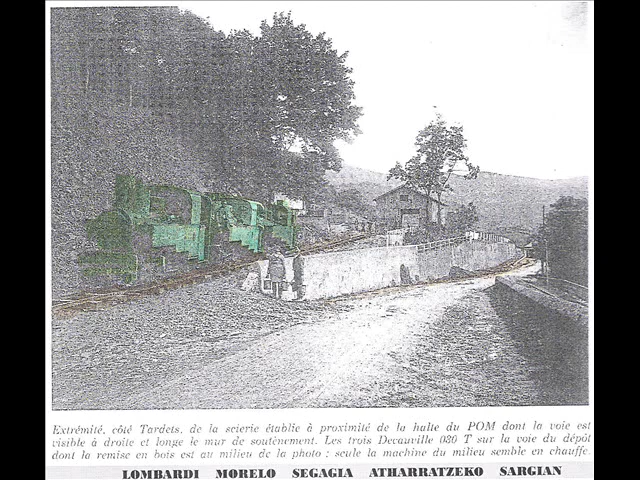 Extrémité, côté Tardets, de la scierie établie à proximité de la halte du POM dont la voie est
visible à droite et longe le mur de soutènement. Les trois Decauville 030 T sur la voie du dépôt
dont la remise en bois est au milieu de la photo : seule la machine du milieu semble en chauffe.
LOMBARDI MORELO SEGAGIA ATHARRATZEKO SARGIAN